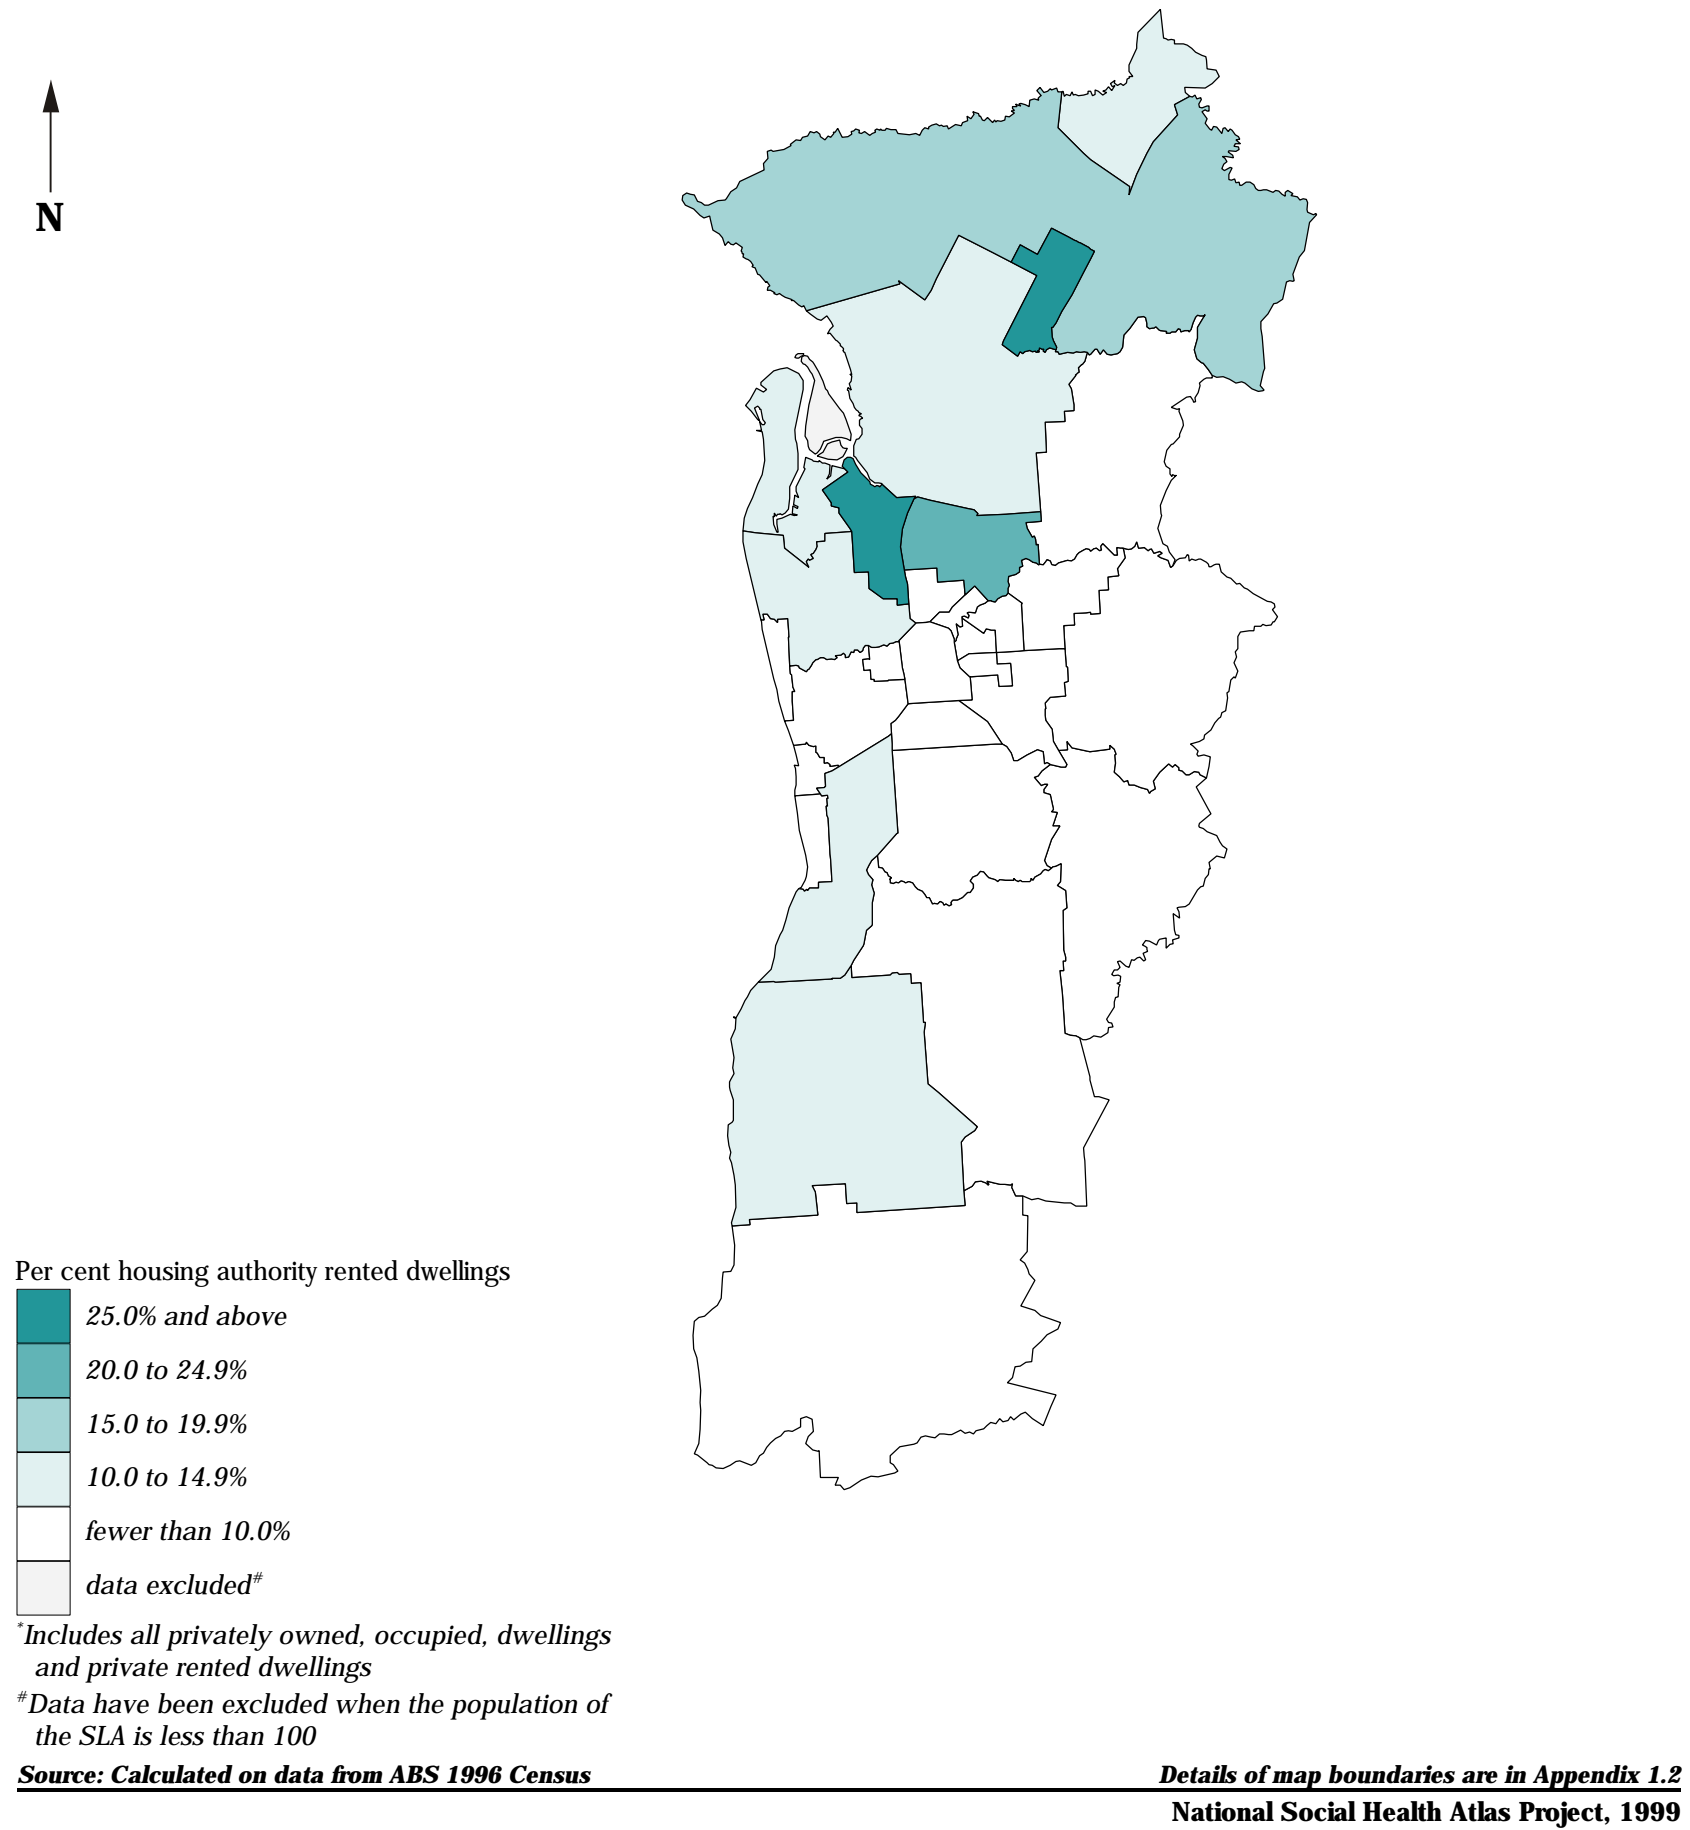 N
Per cent housing authority rented dwellings
25.0% and above
20.0 to 24.9%
15.0 to 19.9%
10.0 to 14.9%
fewer than 10.0%
data excluded#
*Includes all privately owned, occupied, dwellings
and private rented dwellings
#Data have been excluded when the population of
the SLA is less than 100
Source: Calculated on data from ABS 1996 Census
Details of map boundaries are in Appendix 1.2
National Social Health Atlas Project, 1999